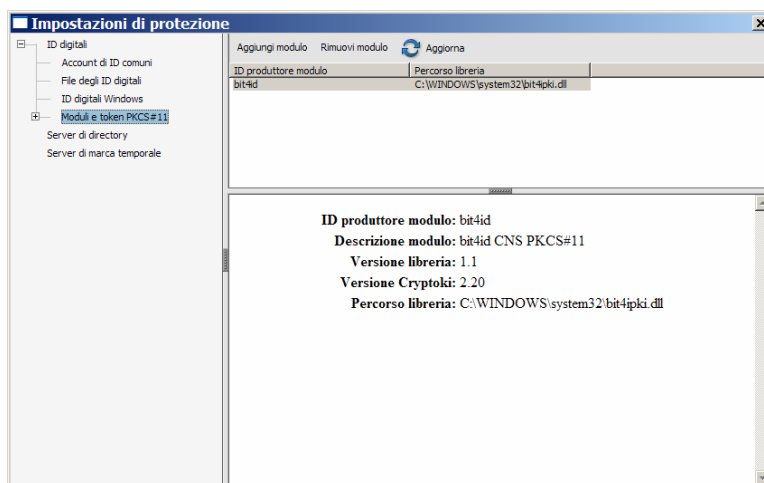 Impostazioni di protezione
ID digitali
Account di ID comuni
File degli ID digitali
ID digitali Windows
Moduli e token PKCS#11
Server di directory
Server di marca temporale
Aggiungi modulo Rimuovi modulo Aggiorna
ID produttore modulo Percorso libreria
bit4id C:\WINDOWS\system32\bit4ipki.dll
ID produttore modulo: bit4id
Descrizione modulo: bit4id CNS PKCS#11
Versione libreria: 1.1
Versione Cryptoki: 2.20
Percorso libreria: C:\WINDOWS\system32\bit4ipki.dll